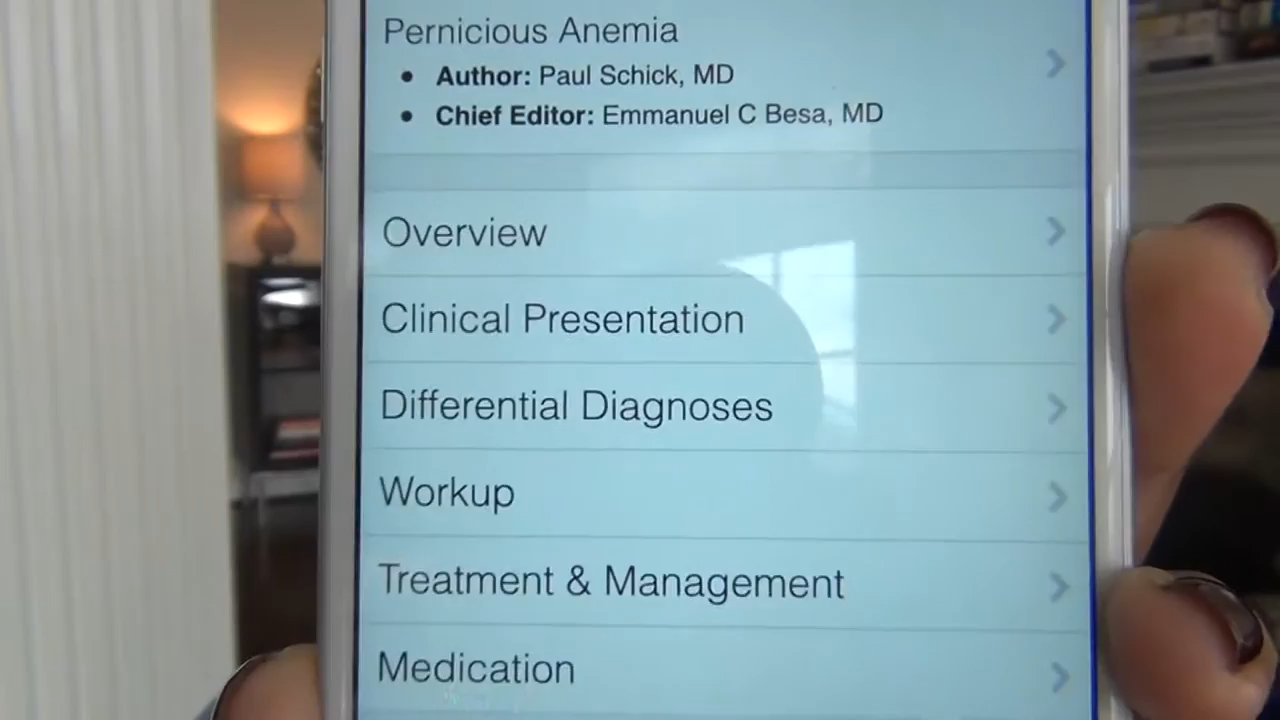 Pernicious Anemia
• Author: Paul Schick, MD
• Chief Editor: Emmanuel C Besa, MD
Overview
Clinical Presentation
Differential Diagnoses
Workup
Treatment & Management
Medication